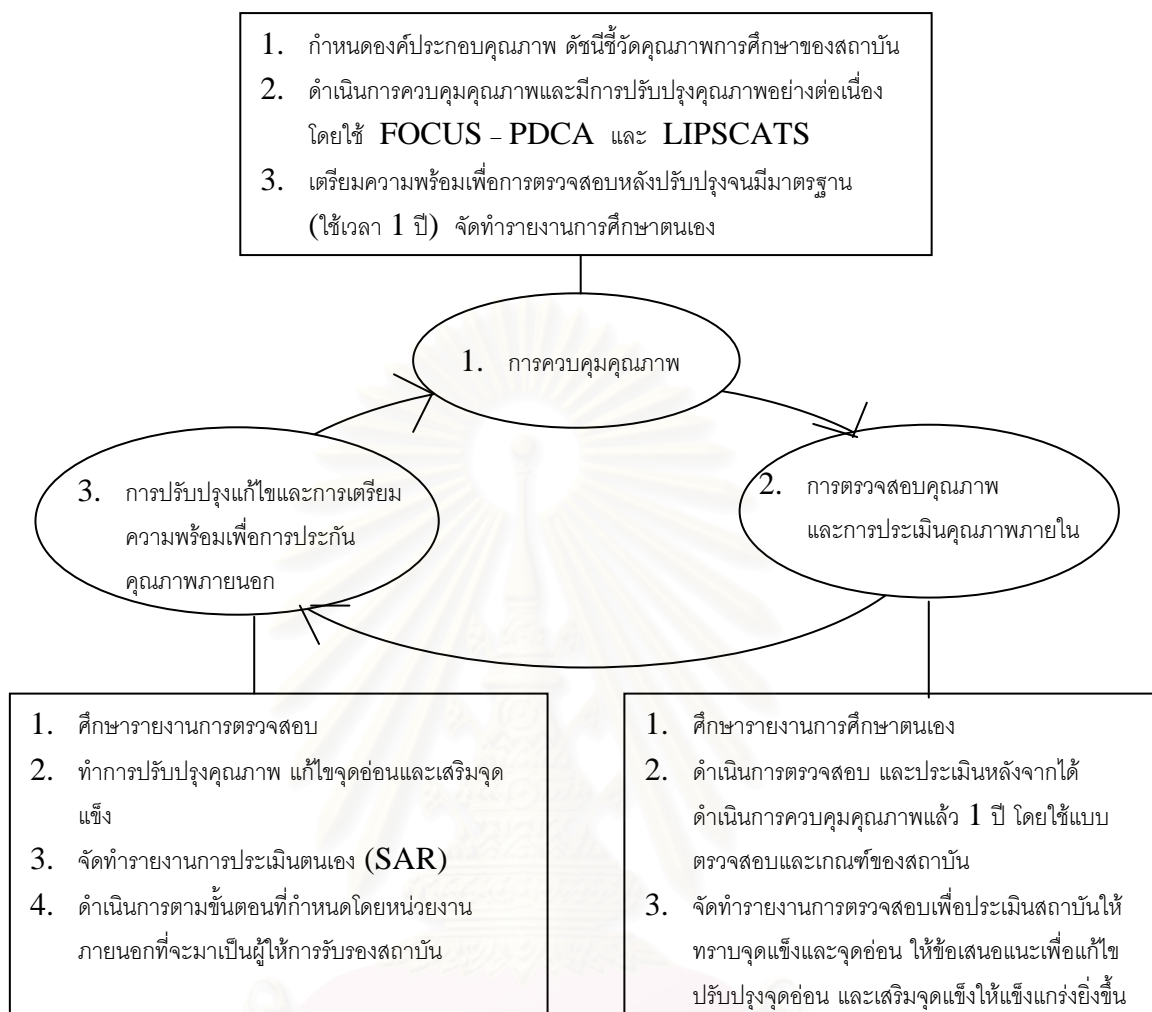 1. กำหนดองค์ประกอบคุณภาพ ดัชนีชี้วัดคุณภาพการศึกษาของสถาบัน
2. ดำเนินการควบคุมคุณภาพและมีการปรับปรุงคุณภาพอย่างต่อเนื่อง
โดยใช้ FOCUS – PDCA และ LIPSCATS
3. เตรียมความพร้อมเพื่อการตรวจสอบหลังปรับปรุงจนมีมาตรฐาน
(ใช้เวลา 1 ปี) จัดทำรายงานการศึกษาตนเอง
1. การควบคุมคุณภาพ
2. การตรวจสอบคุณภาพ
และการประเมินคุณภาพภายใน
3. การปรับปรุงแก้ไขและการเตรียม
ความพร้อมเพื่อการประกัน
คุณภาพภายนอก
1. ศึกษารายงานการตรวจสอบ
2. ทำการปรับปรุงคุณภาพ แก้ไขจุดอ่อนและเสริมจุด
แข็ง
3. จัดทำรายงานการประเมินตนเอง (SAR)
4. ดำเนินการตามขั้นตอนที่กำหนดโดยหน่วยงาน
ภายนอกที่จะมาเป็นผู้ให้การรับรองสถาบัน
1. ศึกษารายงานการศึกษาตนเอง
2. ดำเนินการตรวจสอบ และประเมินหลังจากได้
ดำเนินการควบคุมคุณภาพแล้ว 1 ปี โดยใช้แบบ
ตรวจสอบและเกณฑ์ของสถาบัน
3. จัดทำรายงานการตรวจสอบเพื่อประเมินสถาบันให้
ทราบจุดแข็งและจุดอ่อน ให้ข้อเสนอแนะเพื่อแก้ไข
ปรับปรุงจุดอ่อน และเสริมจุดแข็งให้แข็งแกร่งยิ่งขึ้น